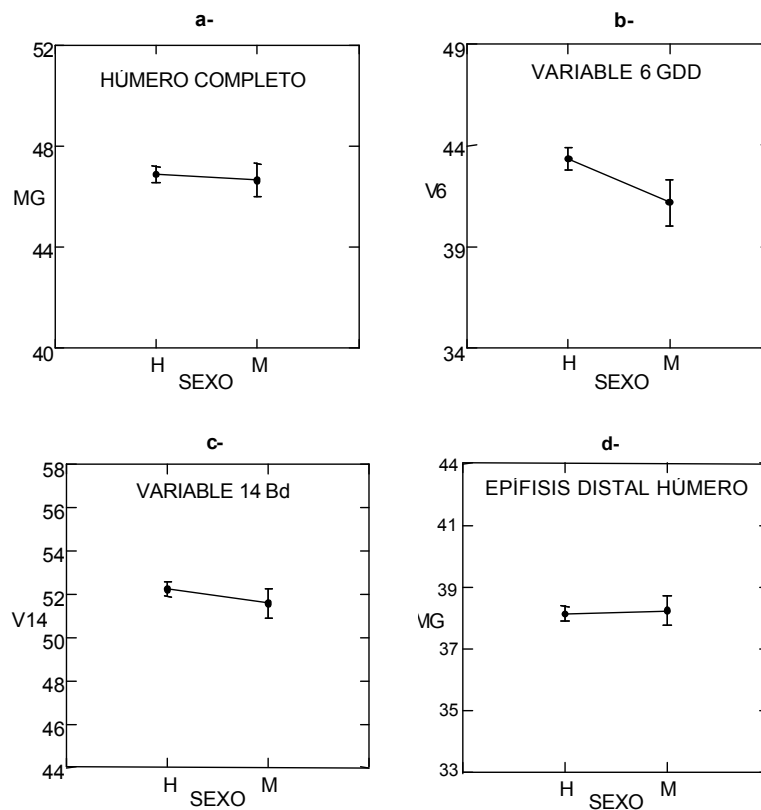 a-
52
HÚMERO COMPLETO
48
MG
44
40
H M
SEXO
b-
49
VARIABLE 6 GDD
44
V6
39
34
H M
SEXO
c-
58
VARIABLE 14 Bd
56
54
52
V14
50
48
46
44
H M
SEXO
d-
44
EPÍFISIS DISTAL HÚMERO
41
39
MG
37
35
33
H M
SEXO